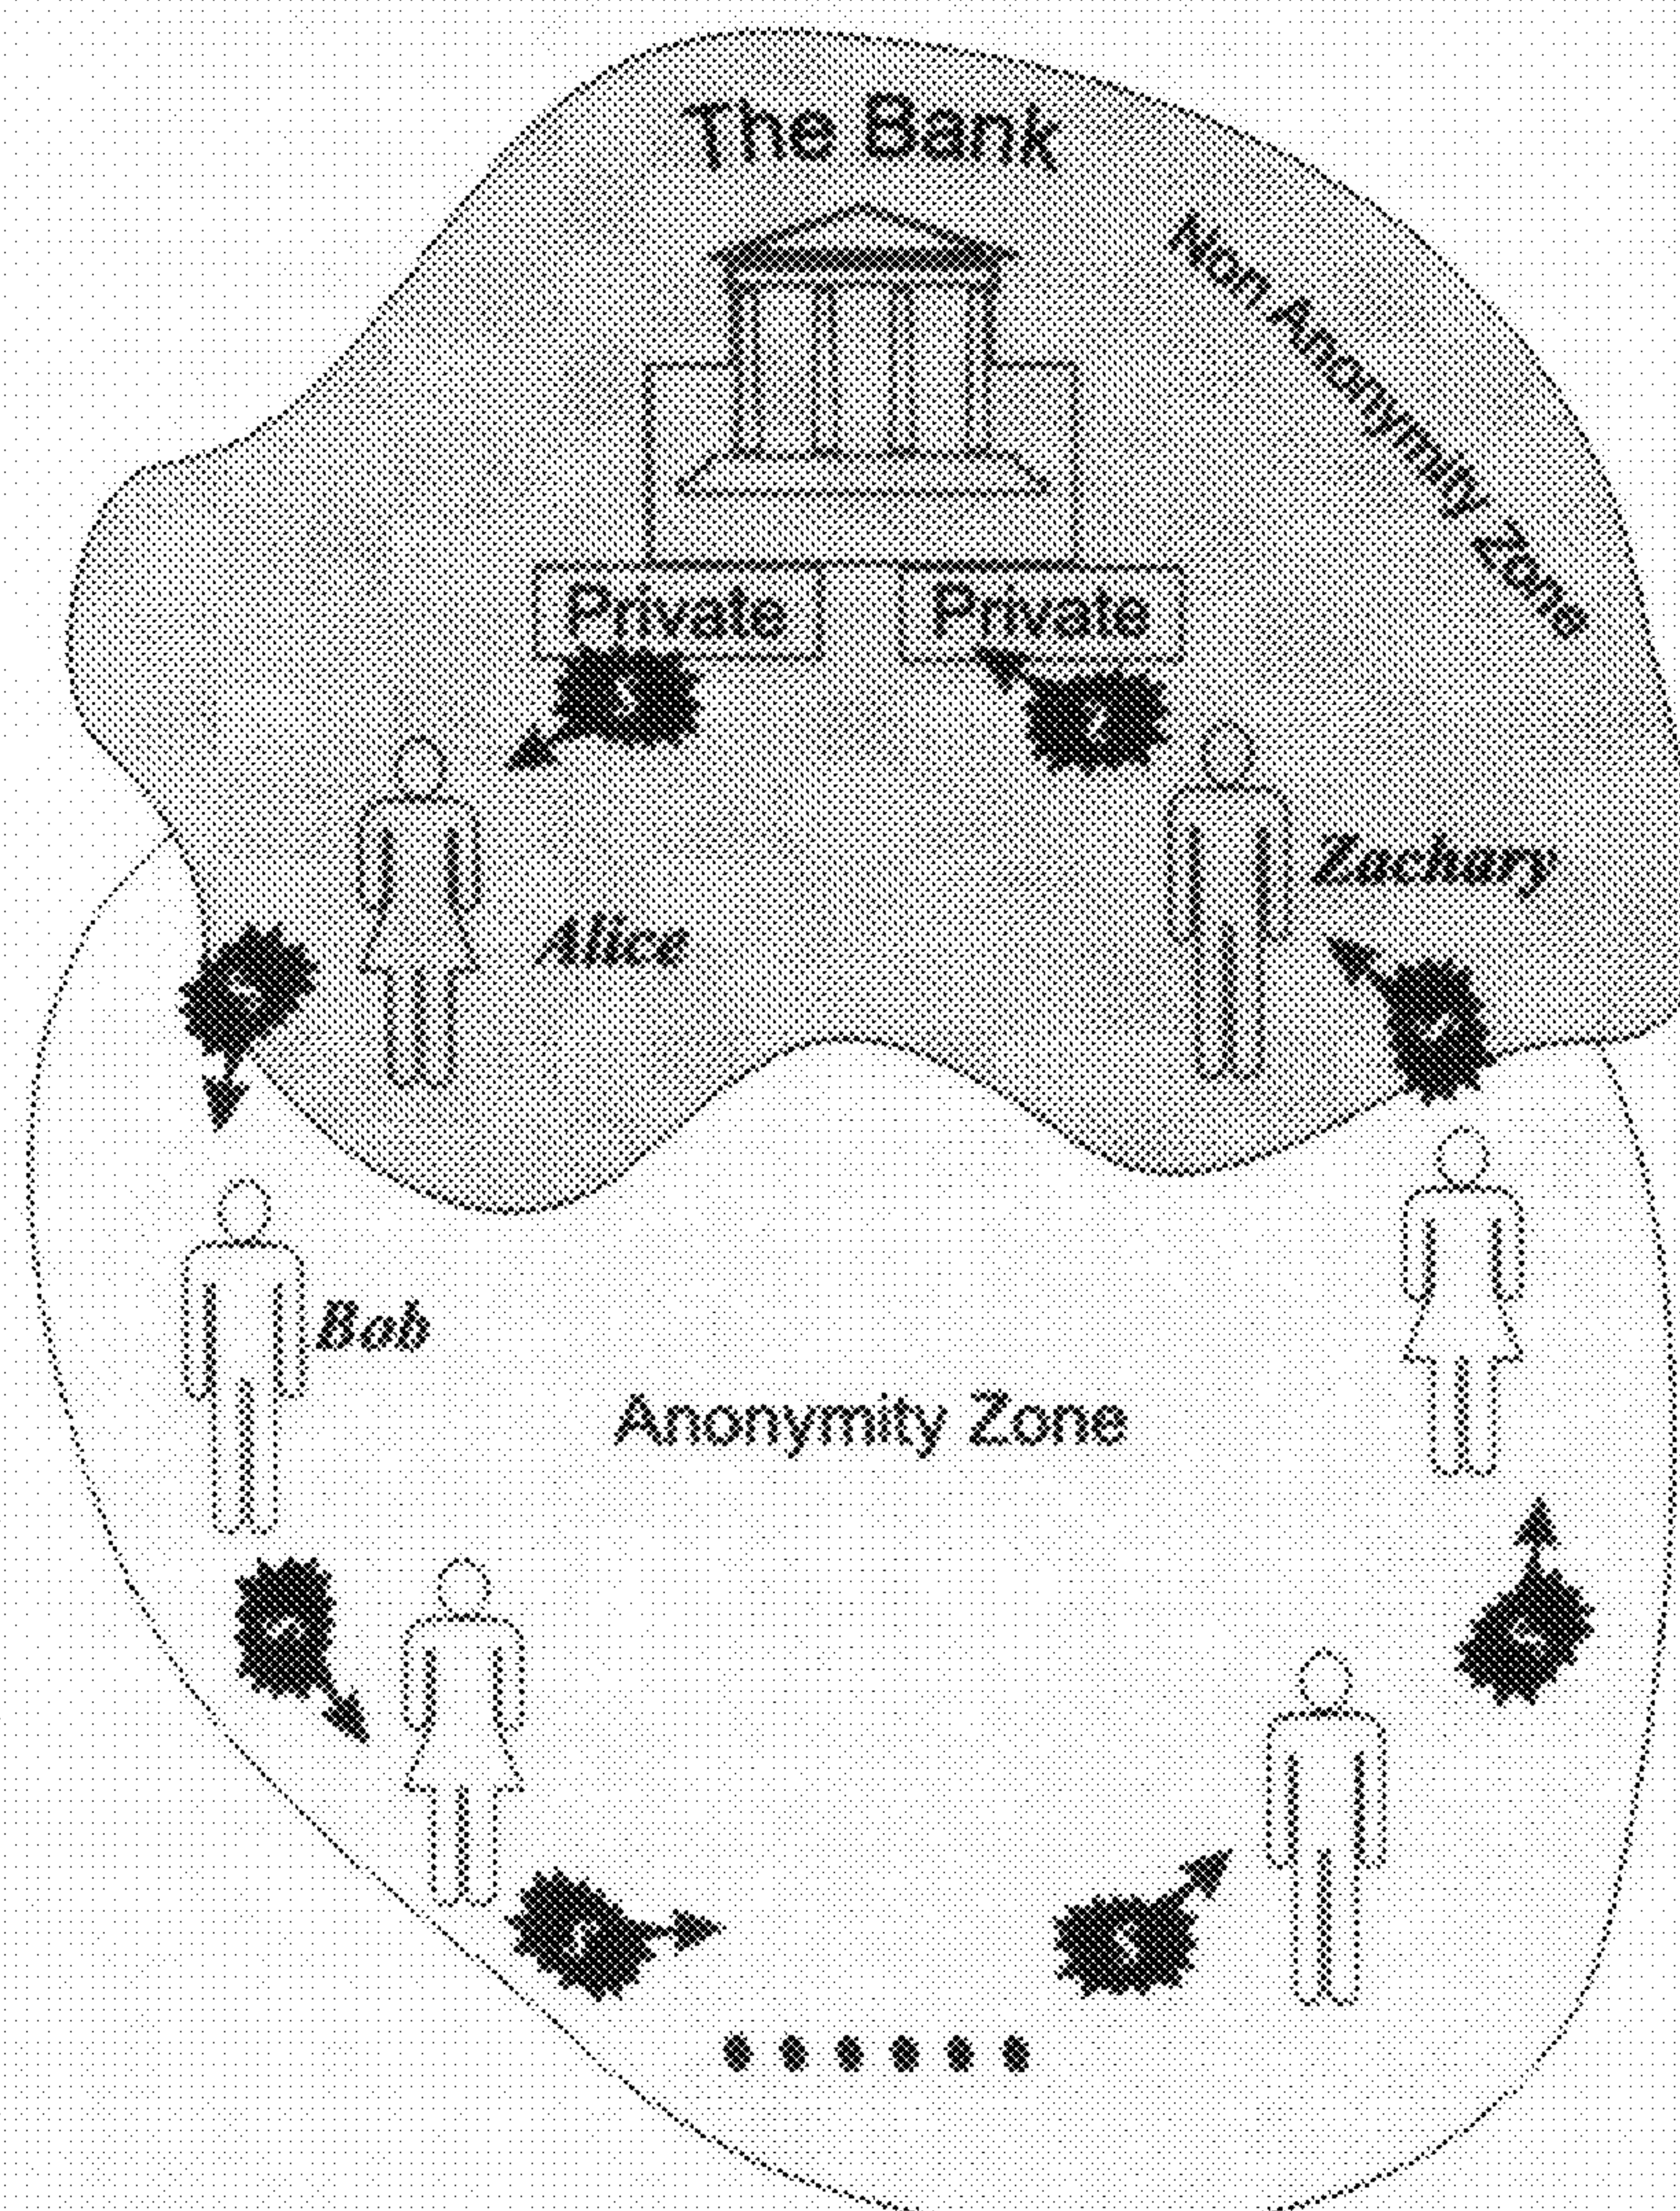 The Bank
Non Anonymity Zone
Private
Private
Zachary
Alice
Bob
Anonymity Zone